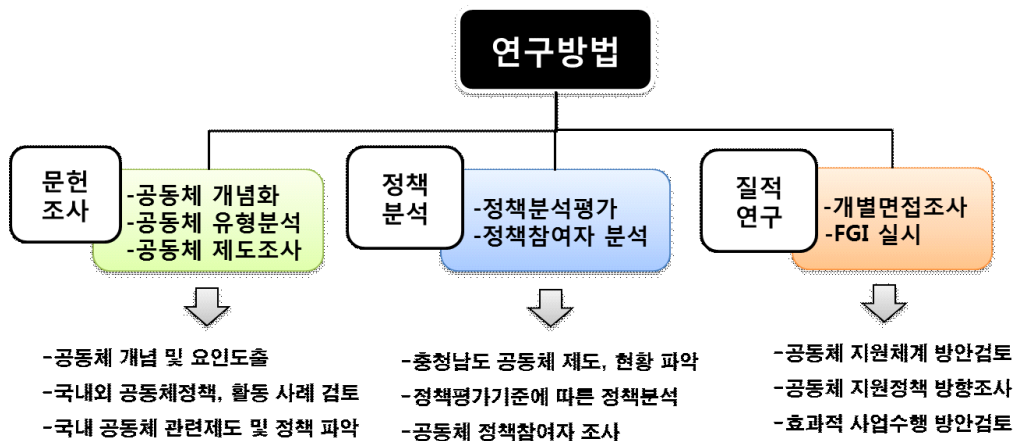 연구방법
문헌
조사
-공동체 개념화
-공동체 유형분석
-공동체 제도조사
정책
분석
-정책분석평가
-정책참여자 분석
질적
연구
-개별면접조사
-FGI 실시
-공동체 개념 및 요인도출
-국내외 공동체정책, 활동 사례 검토
-국내 공동체 관련제도 및 정책 파악
-충청남도 공동체 제도, 현황 파악
-정책평가기준에 따른 정책분석
-공동체 정책참여자 조사
-공동체 지원체계 방안검토
-공동체 지원정책 방향조사
-효과적 사업수행 방안검토